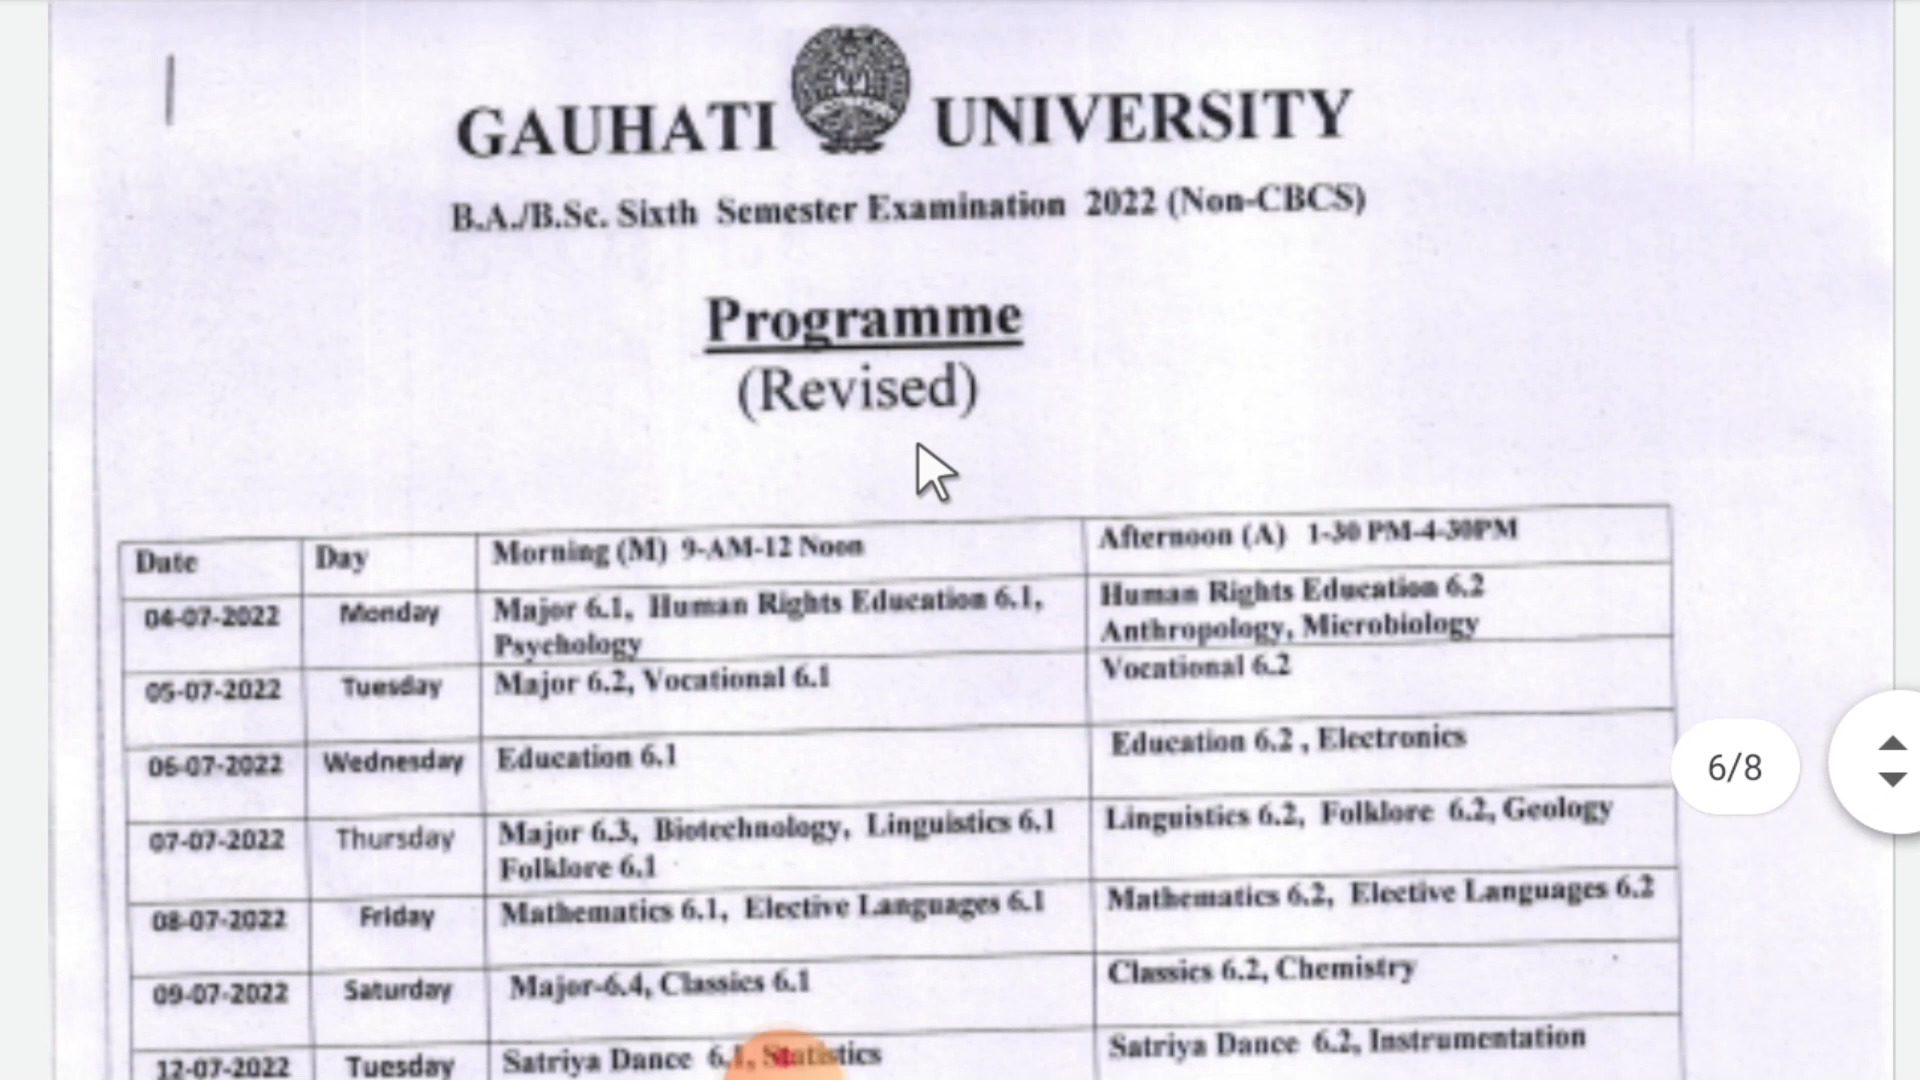 GAUHATI UNIVERSITY
B.A./B.Sc. Sixth Semester Examination 2022 (Non-CBCS)
Programme
(Revised)
Date Day Morning (M) 9-AM-12 Noon Afternoon (A) 1-30 PM-4-30PM
04-07-2022 Monday Major 6.1, Human Rights Education 6.1, Human Rights Education 6.2
Psychology Anthropology, Microbiology
05-07-2022 Tuesday Major 6.2, Vocational 6.1 Vocational 6.2
06-07-2022 Wednesday Education 6.1 Education 6.2 , Electronics
6/8
07-07-2022 Thursday Major 6.3, Biotechnology, Linguistics 6.1 Linguistics 6.2, Folklore 6.2, Geology
Folklore 6.1
08-07-2022 Friday Mathematics 6.1, Elective Languages 6.1 Mathematics 6.2, Elective Languages 6.2
09-07-2022 Saturday Major-6.4, Classics 6.1 Classics 6.2, Chemistry
12-07-2022 Tuesday Satriya Dance 6.1, Statistics Satriya Dance 6.2, Instrumentation